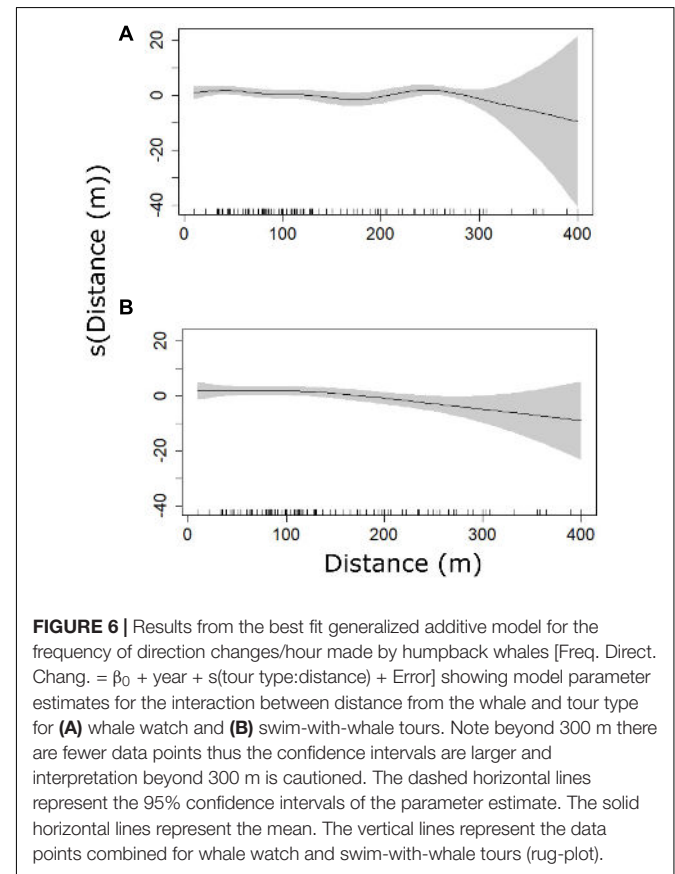 A
20
0
-20
-40
0 100 200 300 400
s(Distance (m))
B
20
0
-20
-40
0 100 200 300 400
Distance (m)
FIGURE 6 | Results from the best fit generalized additive model for the
frequency of direction changes/hour made by humpback whales [Freq. Direct.
Chang. = β0 + year + s(tour type:distance) + Error] showing model parameter
estimates for the interaction between distance from the whale and tour type
for (A) whale watch and (B) swim-with-whale tours. Note beyond 300 m there
are fewer data points thus the confidence intervals are larger and
interpretation beyond 300 m is cautioned. The dashed horizontal lines
represent the 95% confidence intervals of the parameter estimate. The solid
horizontal lines represent the mean. The vertical lines represent the data
points combined for whale watch and swim-with-whale tours (rug-plot).